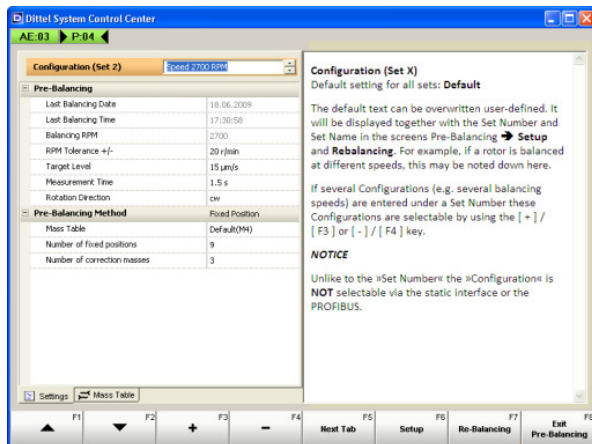 Dittel System Control Center
AE:03 P:04
Configuration (Set 2) Speed 2700 RPM
Pre-Balancing
Last Balancing Date 18.06.2009
Last Balancing Time 17:30:58
Balancing RPM 2700
RPM Tolerance +/- 20 r/min
Target Level 15 µm/s
Measurement Time 1.5 s
Rotation Direction cw
Pre-Balancing Method Fixed Position
Mass Table Default(M4)
Number of fixed positions 9
Number of correction masses 3
Settings Mass Table
Configuration (Set X)
Default setting for all sets: Default
The default text can be overwritten user-defined. It
will be displayed together with the Set Number and
Set Name in the screens Pre-Balancing ➔ Setup
and Rebalancing. For example, if a rotor is balanced
at different speeds, this may be noted down here.
If several Configurations (e.g. several balancing
speeds) are entered under a Set Number these
Configurations are selectable by using the [ + ] /
[ F3 ] or [ - ] / [ F4 ] key.
NOTICE
Unlike to the »Set Number« the »Configuration« is
NOT selectable via the static interface or the
PROFIBUS.
F1 F2 F3 F4 F5 F6 F7 F8
+ - Next Tab Setup Re-Balancing Exit
Pre-Balancing